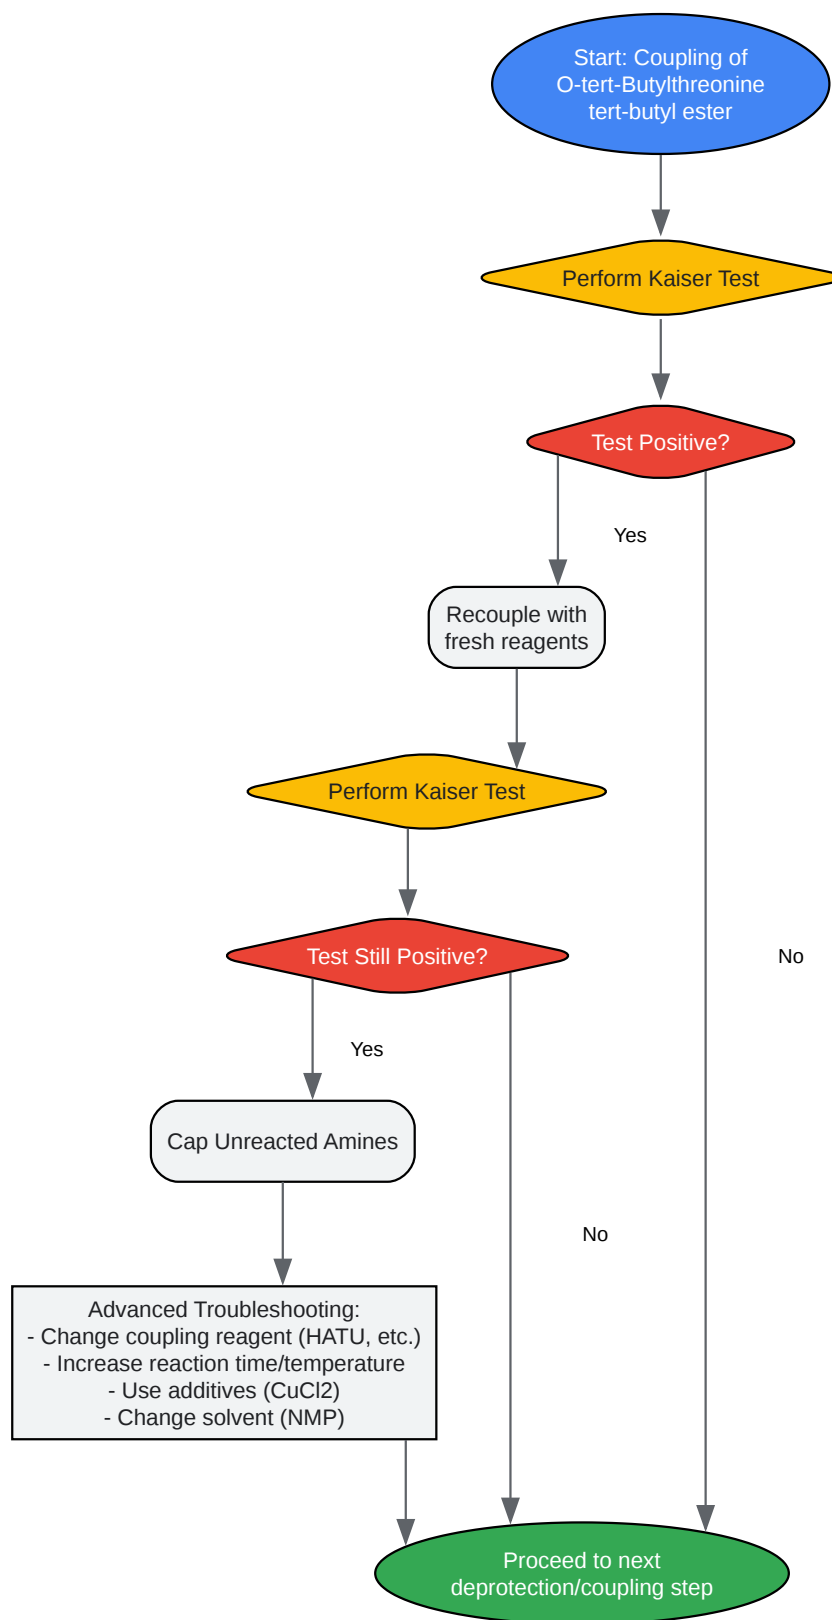 Start: Coupling of
O-tert-Butylthreonine
tert-butyl ester
Perform Kaiser Test
Test Positive?
Yes
Recouple with
fresh reagents
Perform Kaiser Test
Test Still Positive?
No
Yes
Cap Unreacted Amines
No
Advanced Troubleshooting:
- Change coupling reagent (HATU, etc.)
- Increase reaction time/temperature
- Use additives (CuCl2)
- Change solvent (NMP)
Proceed to next
deprotection/coupling step